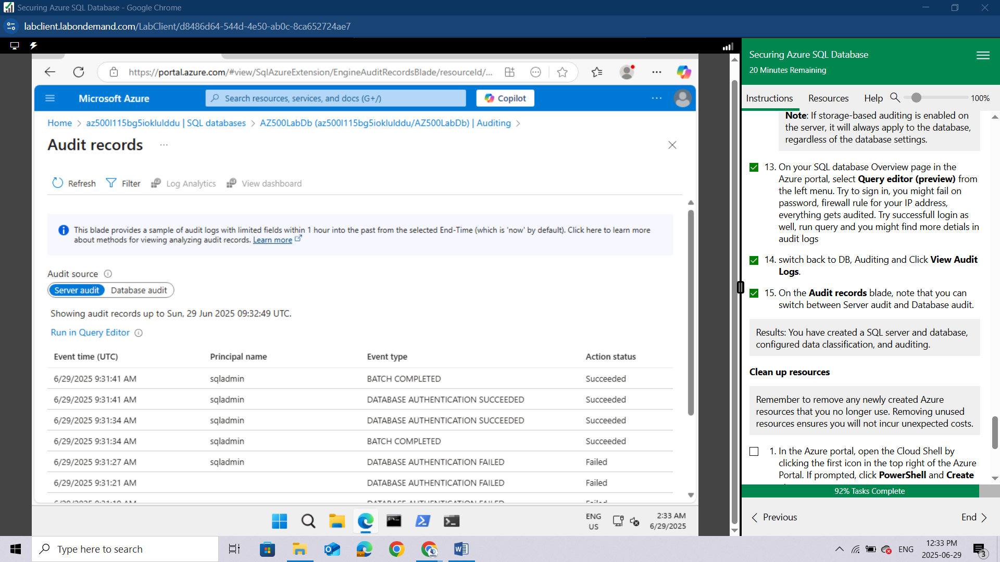 Securing Azure SQL Database - Google Chrome
labclient.labondemand.com/LabClient/d8486d64-544d-4e50-ab0c-8ca652724ae7
https://portal.azure.com/#view/SqlAzureExtension/EngineAuditRecordsBlade/resourceId/...
Microsoft Azure
Search resources, services, and docs (G+/)
Copilot
Home > az500l115bg5ioklulddu | SQL databases > AZ500LabDb (az500l115bg5ioklulddu/AZ500LabDb) | Auditing >
Audit records
Refresh
Filter
Log Analytics
View dashboard
This blade provides a sample of audit logs with limited fields within 1 hour into the past from the selected End-Time (which is 'now' by default). Click here to learn more
about methods for viewing analyzing audit records. Learn more
Audit source
Server audit
Database audit
Showing audit records up to Sun, 29 Jun 2025 09:32:49 UTC.
Run in Query Editor
Event time (UTC) Principal name Event type Action status
6/29/2025 9:31:41 AM sqladmin BATCH COMPLETED Succeeded
6/29/2025 9:31:41 AM sqladmin DATABASE AUTHENTICATION SUCCEEDED Succeeded
6/29/2025 9:31:34 AM sqladmin DATABASE AUTHENTICATION SUCCEEDED Succeeded
6/29/2025 9:31:34 AM sqladmin BATCH COMPLETED Succeeded
6/29/2025 9:31:27 AM sqladmin DATABASE AUTHENTICATION FAILED Failed
6/29/2025 9:31:21 AM DATABASE AUTHENTICATION FAILED Failed
DATABASE AUTHENTICATION FAILED Failed
ENG
US
2:33 AM
6/29/2025
Securing Azure SQL Database
20 Minutes Remaining
Instructions
Resources
Help
100%
Note: If storage-based auditing is enabled on
the server, it will always apply to the database,
regardless of the database settings.
13. On your SQL database Overview page in the
Azure portal, select Query editor (preview) from
the left menu. Try to sign in, you might fail on
password, firewall rule for your IP address,
everything gets audited. Try successfull login as
well, run query and you might find more detials in
audit logs
14. switch back to DB, Auditing and Click View Audit
Logs.
15. On the Audit records blade, note that you can
switch between Server audit and Database audit.
Results: You have created a SQL server and database,
configured data classification, and auditing.
Clean up resources
Remember to remove any newly created Azure
resources that you no longer use. Removing unused
resources ensures you will not incur unexpected costs.
1. In the Azure portal, open the Cloud Shell by
clicking the first icon in the top right of the Azure
Portal. If prompted, click PowerShell and Create
92% Tasks Complete
Previous
End
Type here to search
ENG
12:33 PM
2025-06-29
3